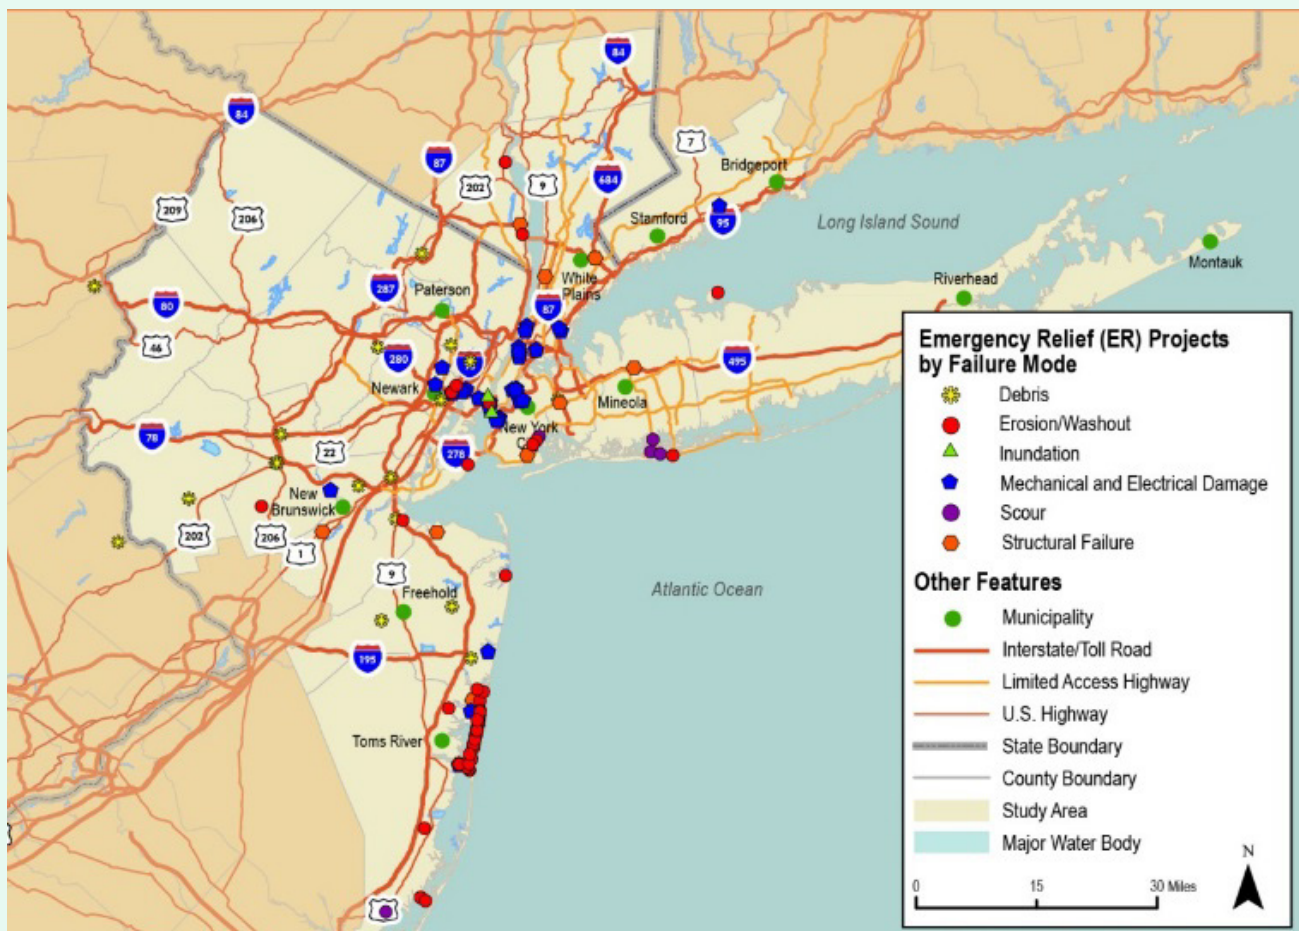 84
84
87
7
202
9
684
Bridgeport
209
206
Stamford
95
Long Island Sound
Montauk
White
Plains
Riverhead
287
Paterson
80
87
46
280
495
Newark
Mineola
New York
78
22
278
New
Brunswick
202
206
1
9
Freehold
Atlantic Ocean
195
Toms River
Emergency Relief (ER) Projects
by Failure Mode
Debris
Erosion/Washout
Inundation
Mechanical and Electrical Damage
Scour
Structural Failure
Other Features
Municipality
Interstate/Toll Road
Limited Access Highway
U.S. Highway
State Boundary
County Boundary
Study Area
Major Water Body
N
0 15 30 Miles